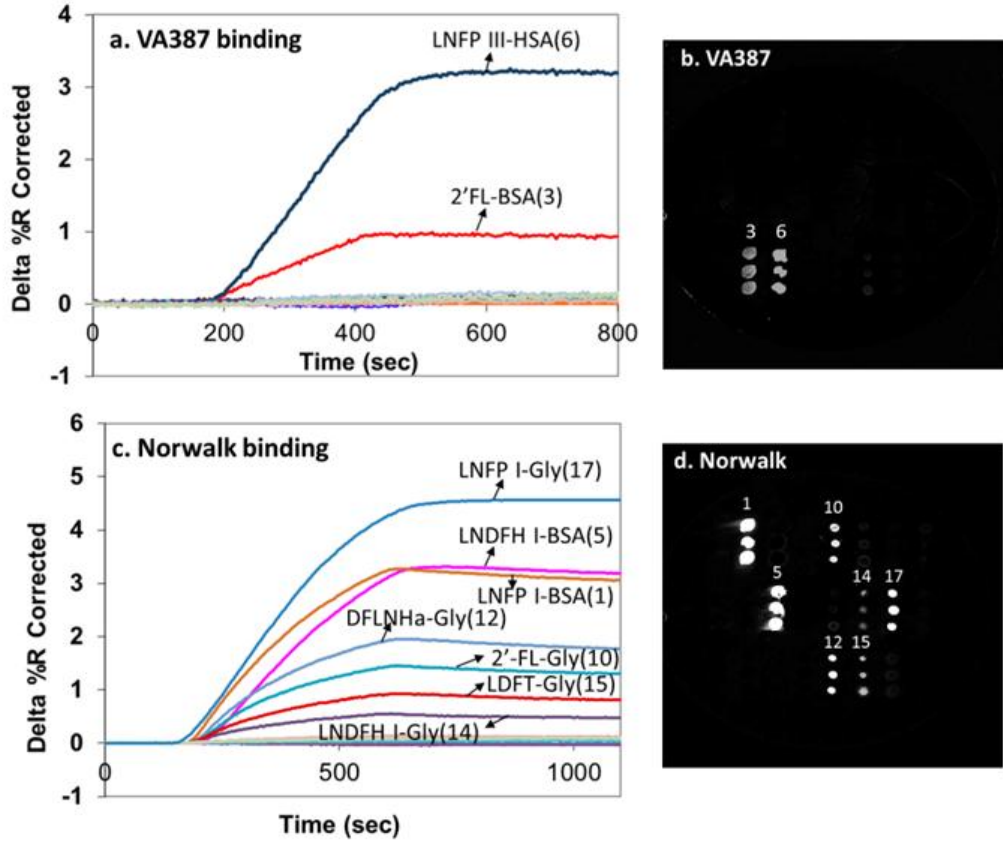 a. VA387 binding
4
3
2
1
0
-1
0
200
400
600
800
Delta %R Corrected
Time (sec)
LNFP III-HSA(6)
2'FL-BSA(3)
b. VA387
3
6
c. Norwalk binding
6
5
4
3
2
1
0
-1
0
500
1000
Delta %R Corrected
Time (sec)
LNFP I-Gly(17)
LNDFH I-BSA(5)
LNFP I-BSA(1)
DFLNHa-Gly(12)
2'-FL-Gly(10)
LDFT-Gly(15)
LNDFH I-Gly(14)
d. Norwalk
1
10
5
14
17
12
15